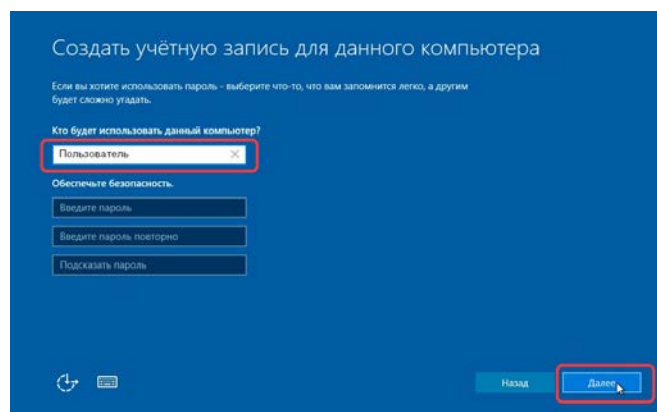 Создать учётную запись для данного компьютера
Если вы хотите использовать пароль - выберите что-то, что вам запомнится легко, а другим
будет сложно угадать.
Кто будет использовать данный компьютер?
Пользователь
Обеспечьте безопасность.
Введите пароль
Введите пароль повторно
Подсказать пароль
Назад
Далее